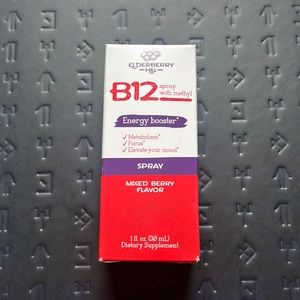 ELDERBERRY
HILL
B12 spray
with methyl
Energy booster*
✓ Metabolism*
✓ Focus*
✓ Elevate your mood*
SPRAY
MIXED BERRY
FLAVOR
1 fl. oz. (30 mL)
Dietary Supplement